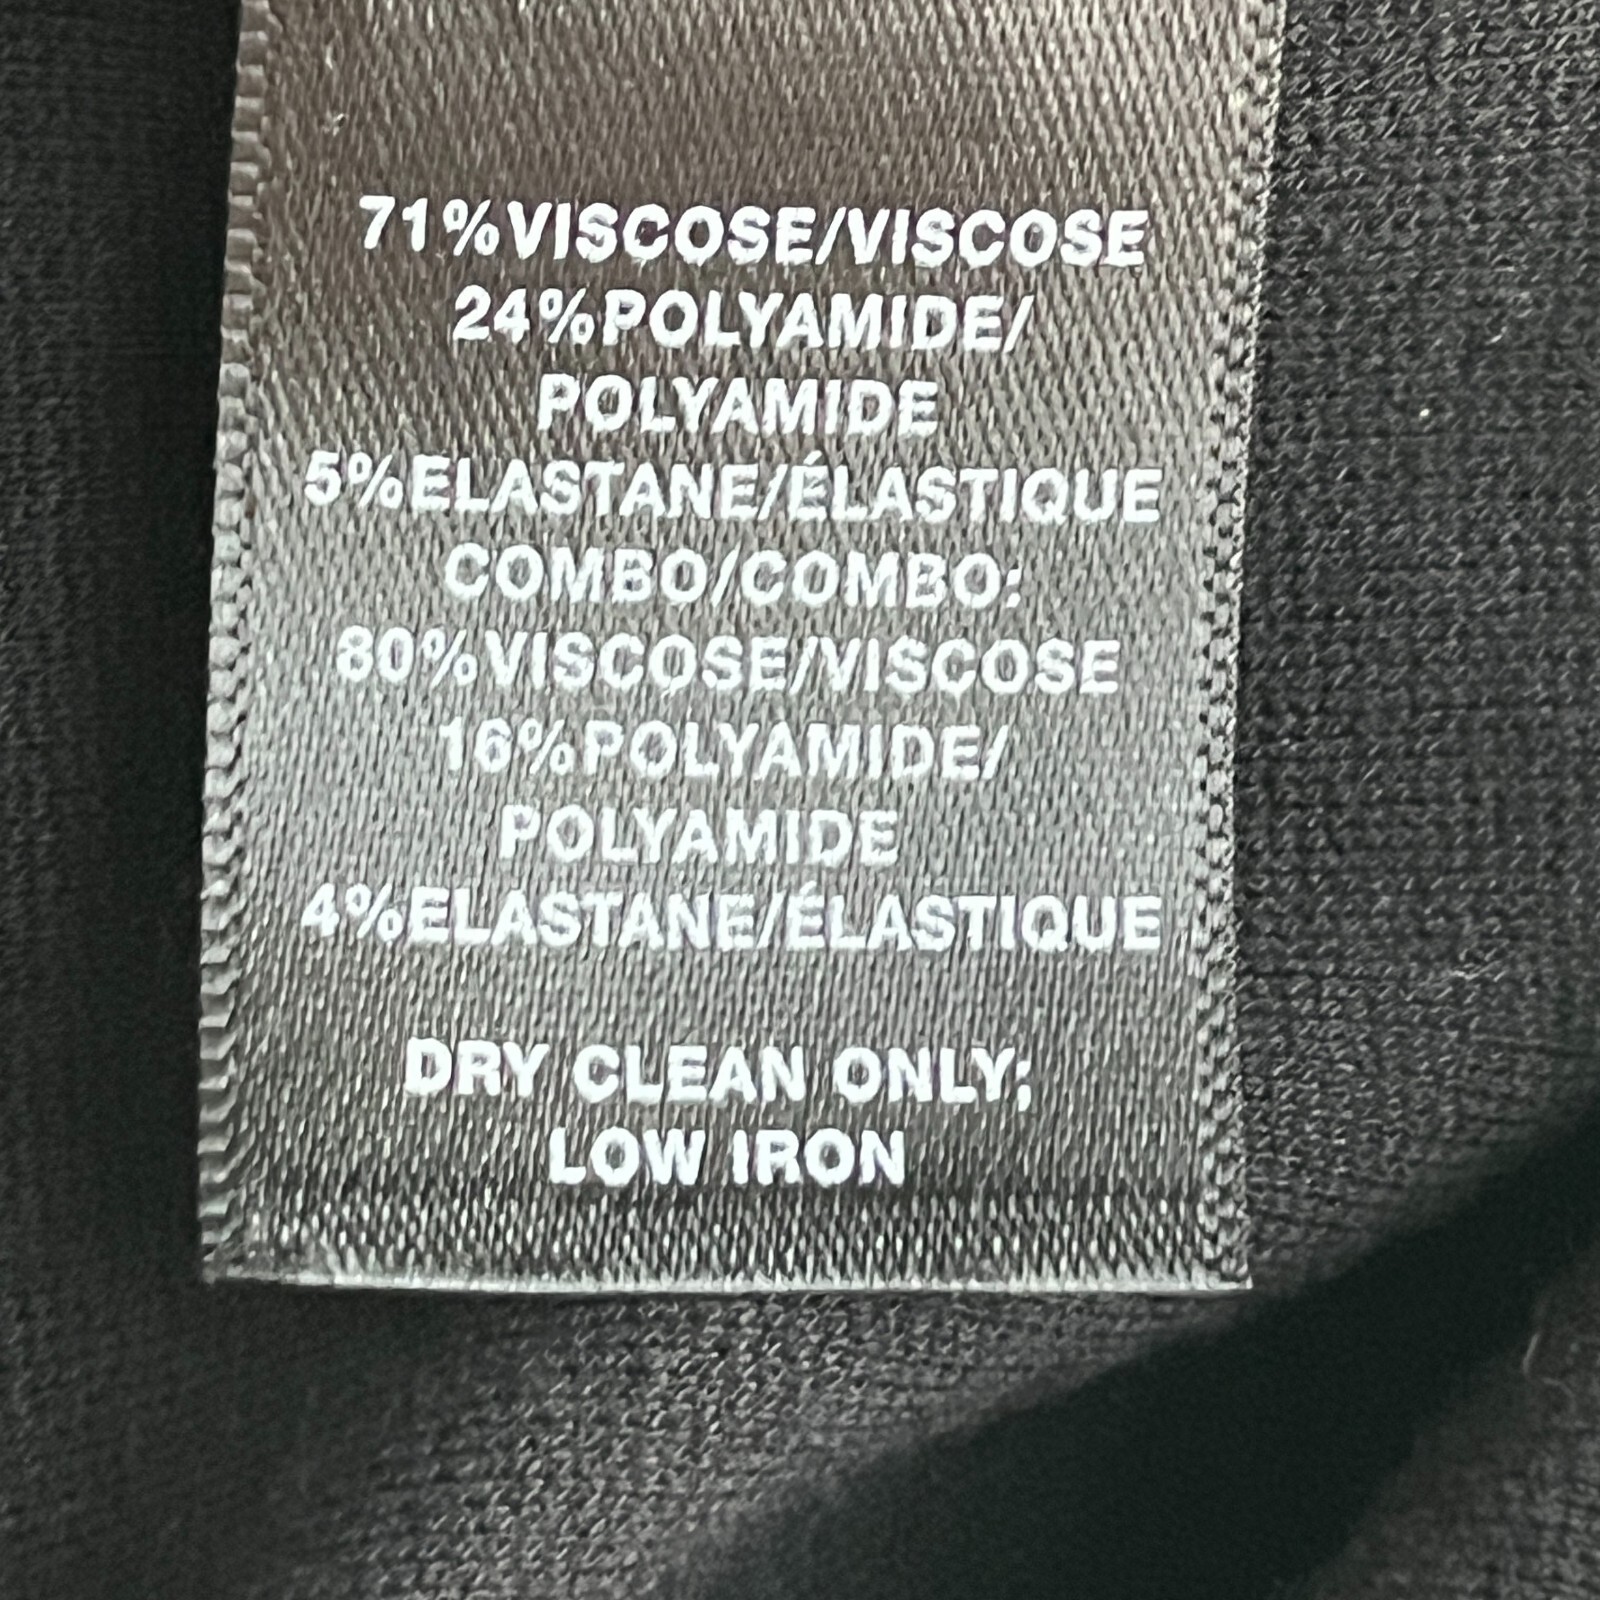 71%VISCOSE/VISCOSE
24%POLYAMIDE/
POLYAMIDE
5%ELASTANE/ÉLASTIQUE
COMBO/COMBO:
80%VISCOSE/VISCOSE
16%POLYAMIDE/
POLYAMIDE
4%ELASTANE/ÉLASTIQUE
DRY CLEAN ONLY;
LOW IRON